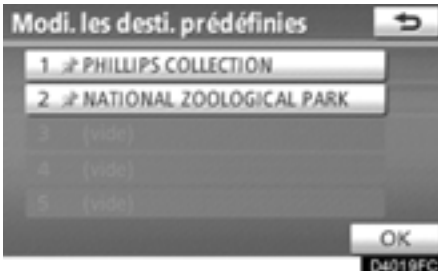 Modi. les desti. prédéfinies
1 PHILLIPS COLLECTION
2 NATIONAL ZOOLOGICAL PARK
3 (vide)
4 (vide)
5 (vide)
OK
D4019FC